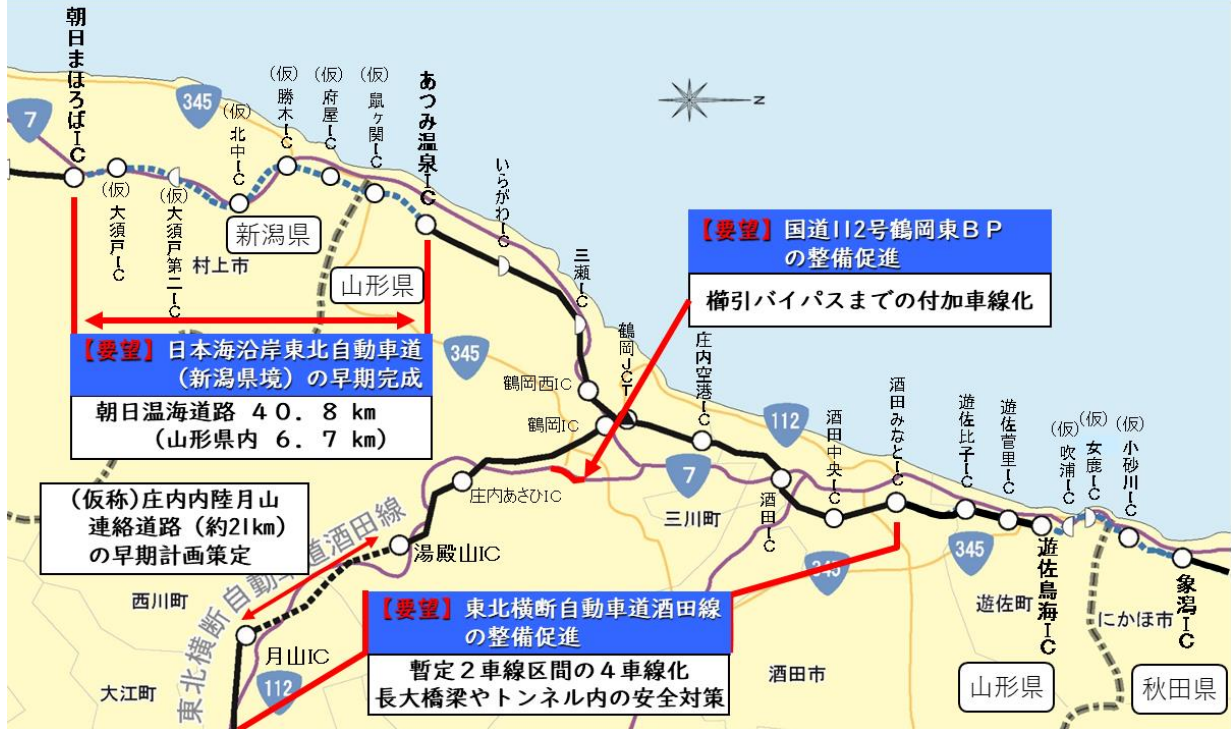 朝日まほろばIC
7
345
(仮)大須戸IC
(仮)大須戸第二IC
(仮)北中IC
(仮)勝木IC
(仮)府屋IC
(仮)鼠ヶ関IC
あつみ温泉IC
いらがわIC
三瀬IC
N
新潟県
村上市
山形県
【要望】日本海沿岸東北自動車道
(新潟県境)の早期完成
朝日温海道路 40.8 km
(山形県内 6.7 km)
345
【要望】国道112号鶴岡東BP
の整備促進
櫛引バイパスまでの付加車線化
鶴岡西IC
鶴岡JCT
鶴岡IC
庄内空港IC
112
7
三川町
酒田IC
酒田中央IC
酒田みなとIC
遊佐比子IC
遊佐菅里IC
遊佐鳥海IC
(仮)吹浦IC
(仮)女鹿IC
(仮)小砂川IC
象潟IC
345
345
庄内あさひIC
湯殿山IC
(仮称)庄内内陸月山
連絡道路(約21km)
の早期計画策定
東北横断自動車道酒田線
西川町
月山IC
大江町
112
【要望】東北横断自動車道酒田線
の整備促進
暫定2車線区間の4車線化
長大橋梁やトンネル内の安全対策
酒田市
遊佐町
にかほ市
山形県
秋田県